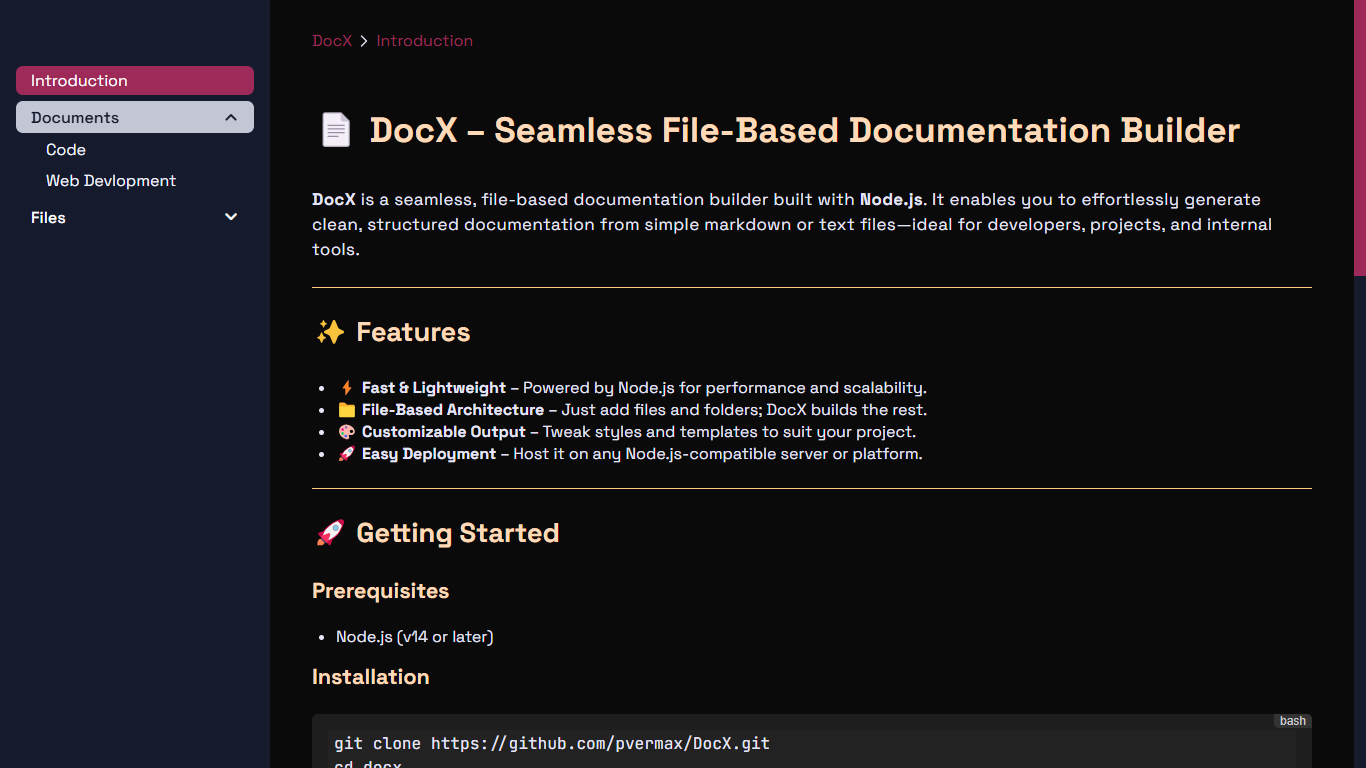 DocX > Introduction
Introduction
Documents
Code
Web Devlopment
Files
📄 DocX – Seamless File-Based Documentation Builder
DocX is a seamless, file-based documentation builder built with Node.js. It enables you to effortlessly generate
clean, structured documentation from simple markdown or text files—ideal for developers, projects, and internal
tools.
✨ Features
• ⚡ Fast & Lightweight – Powered by Node.js for performance and scalability.
• 📁 File-Based Architecture – Just add files and folders; DocX builds the rest.
• 🎨 Customizable Output – Tweak styles and templates to suit your project.
• 🚀 Easy Deployment – Host it on any Node.js-compatible server or platform.
🚀 Getting Started
Prerequisites
• Node.js (v14 or later)
Installation
bash
git clone https://github.com/pvermax/DocX.git
cd docx